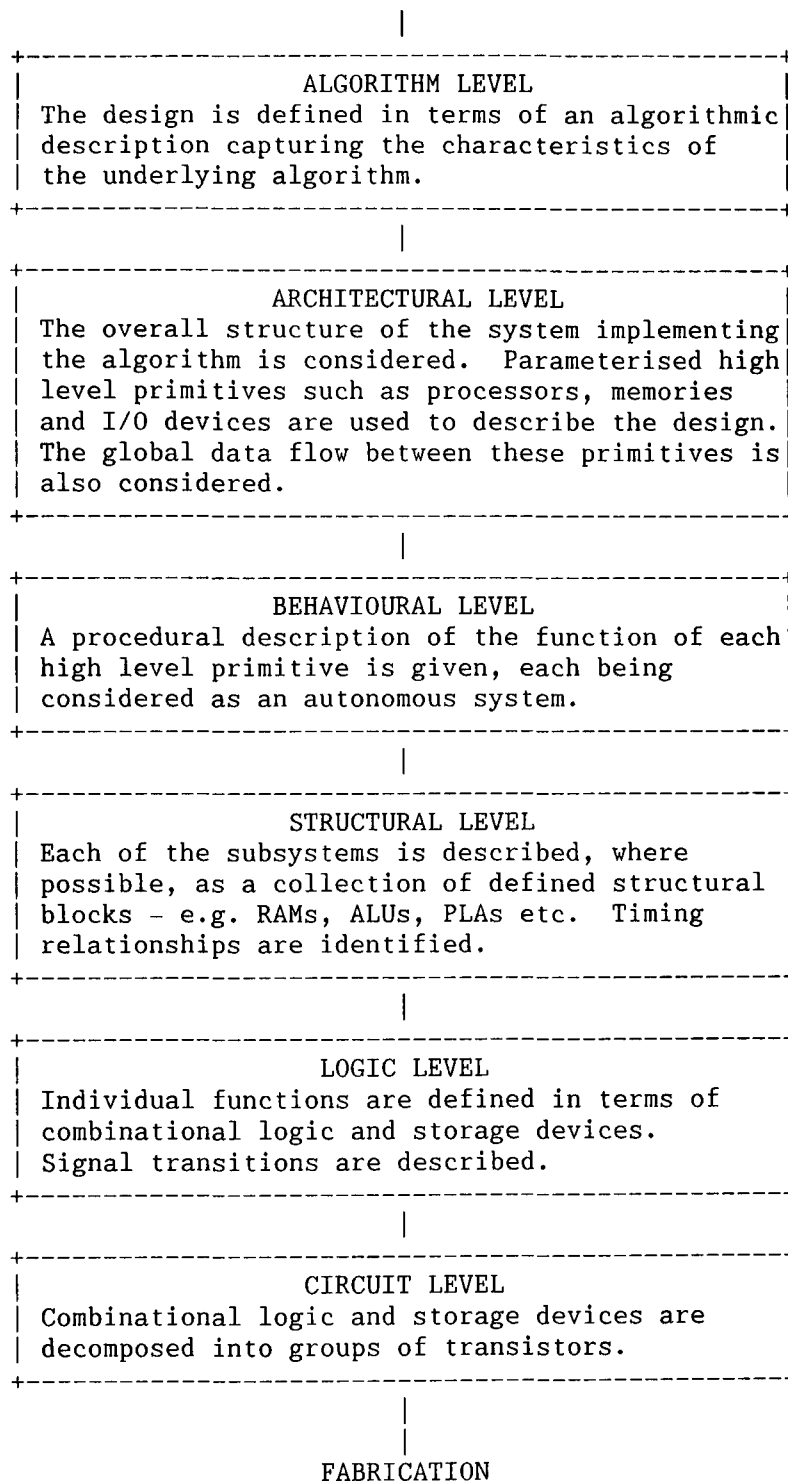 ALGORITHM LEVEL
The design is defined in terms of an algorithmic
description capturing the characteristics of
the underlying algorithm.
ARCHITECTURAL LEVEL
The overall structure of the system implementing
the algorithm is considered. Parameterised high
level primitives such as processors, memories
and I/O devices are used to describe the design.
The global data flow between these primitives is
also considered.
BEHAVIOURAL LEVEL
A procedural description of the function of each
high level primitive is given, each being
considered as an autonomous system.
STRUCTURAL LEVEL
Each of the subsystems is described, where
possible, as a collection of defined structural
blocks – e.g. RAMs, ALUs, PLAs etc. Timing
relationships are identified.
LOGIC LEVEL
Individual functions are defined in terms of
combinational logic and storage devices.
Signal transitions are described.
CIRCUIT LEVEL
Combinational logic and storage devices are
decomposed into groups of transistors.
FABRICATION